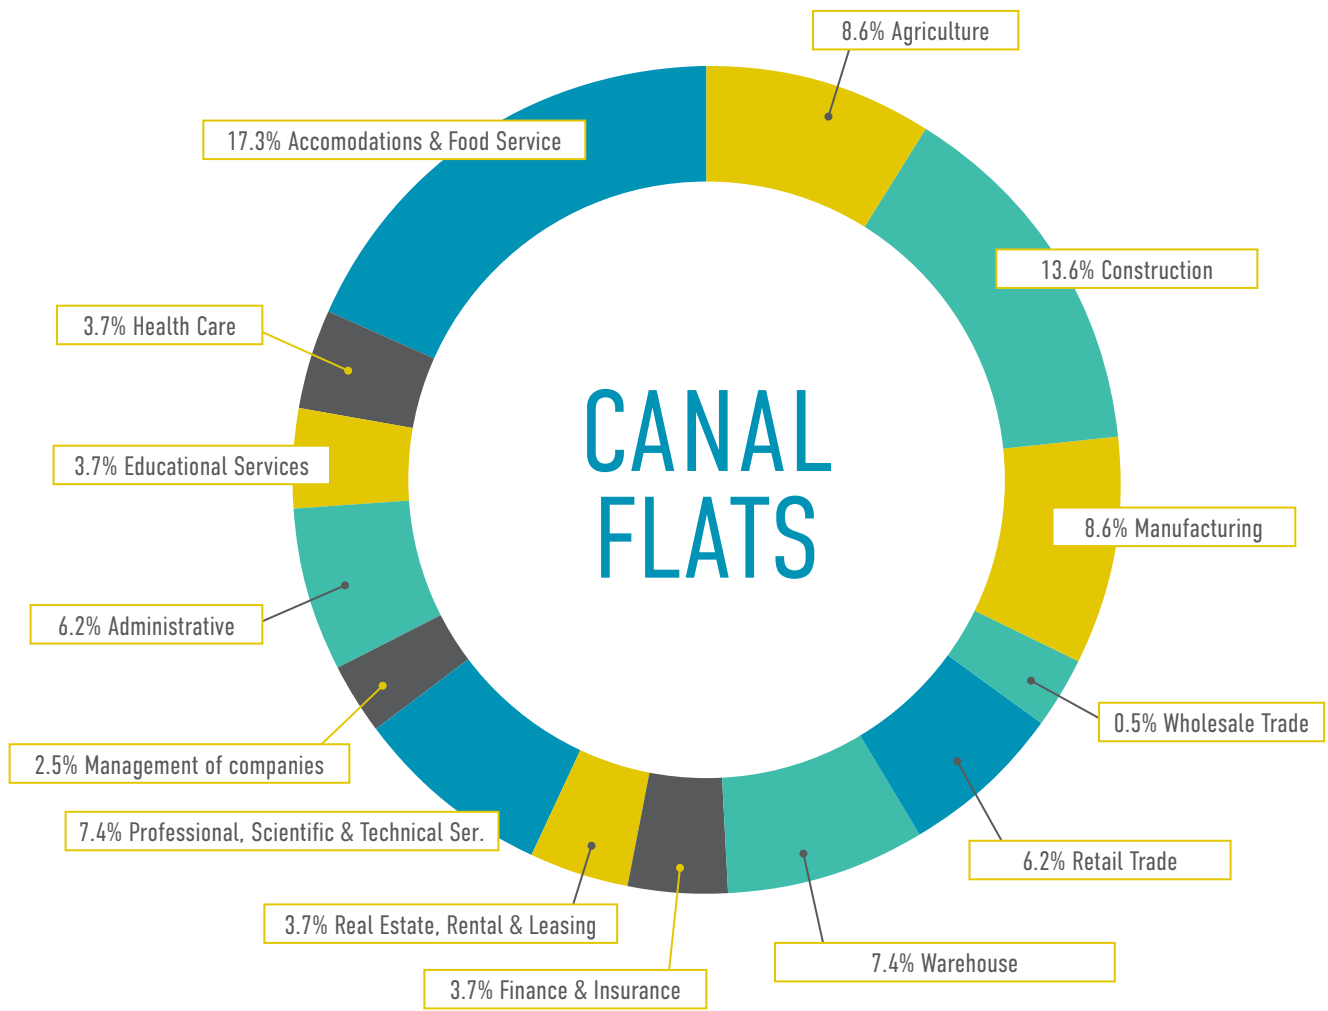 8.6% Agriculture
17.3% Accomodations & Food Service
13.6% Construction
3.7% Health Care
CANAL
FLATS
3.7% Educational Services
8.6% Manufacturing
6.2% Administrative
0.5% Wholesale Trade
2.5% Management of companies
7.4% Professional, Scientific & Technical Ser.
6.2% Retail Trade
3.7% Real Estate, Rental & Leasing
7.4% Warehouse
3.7% Finance & Insurance